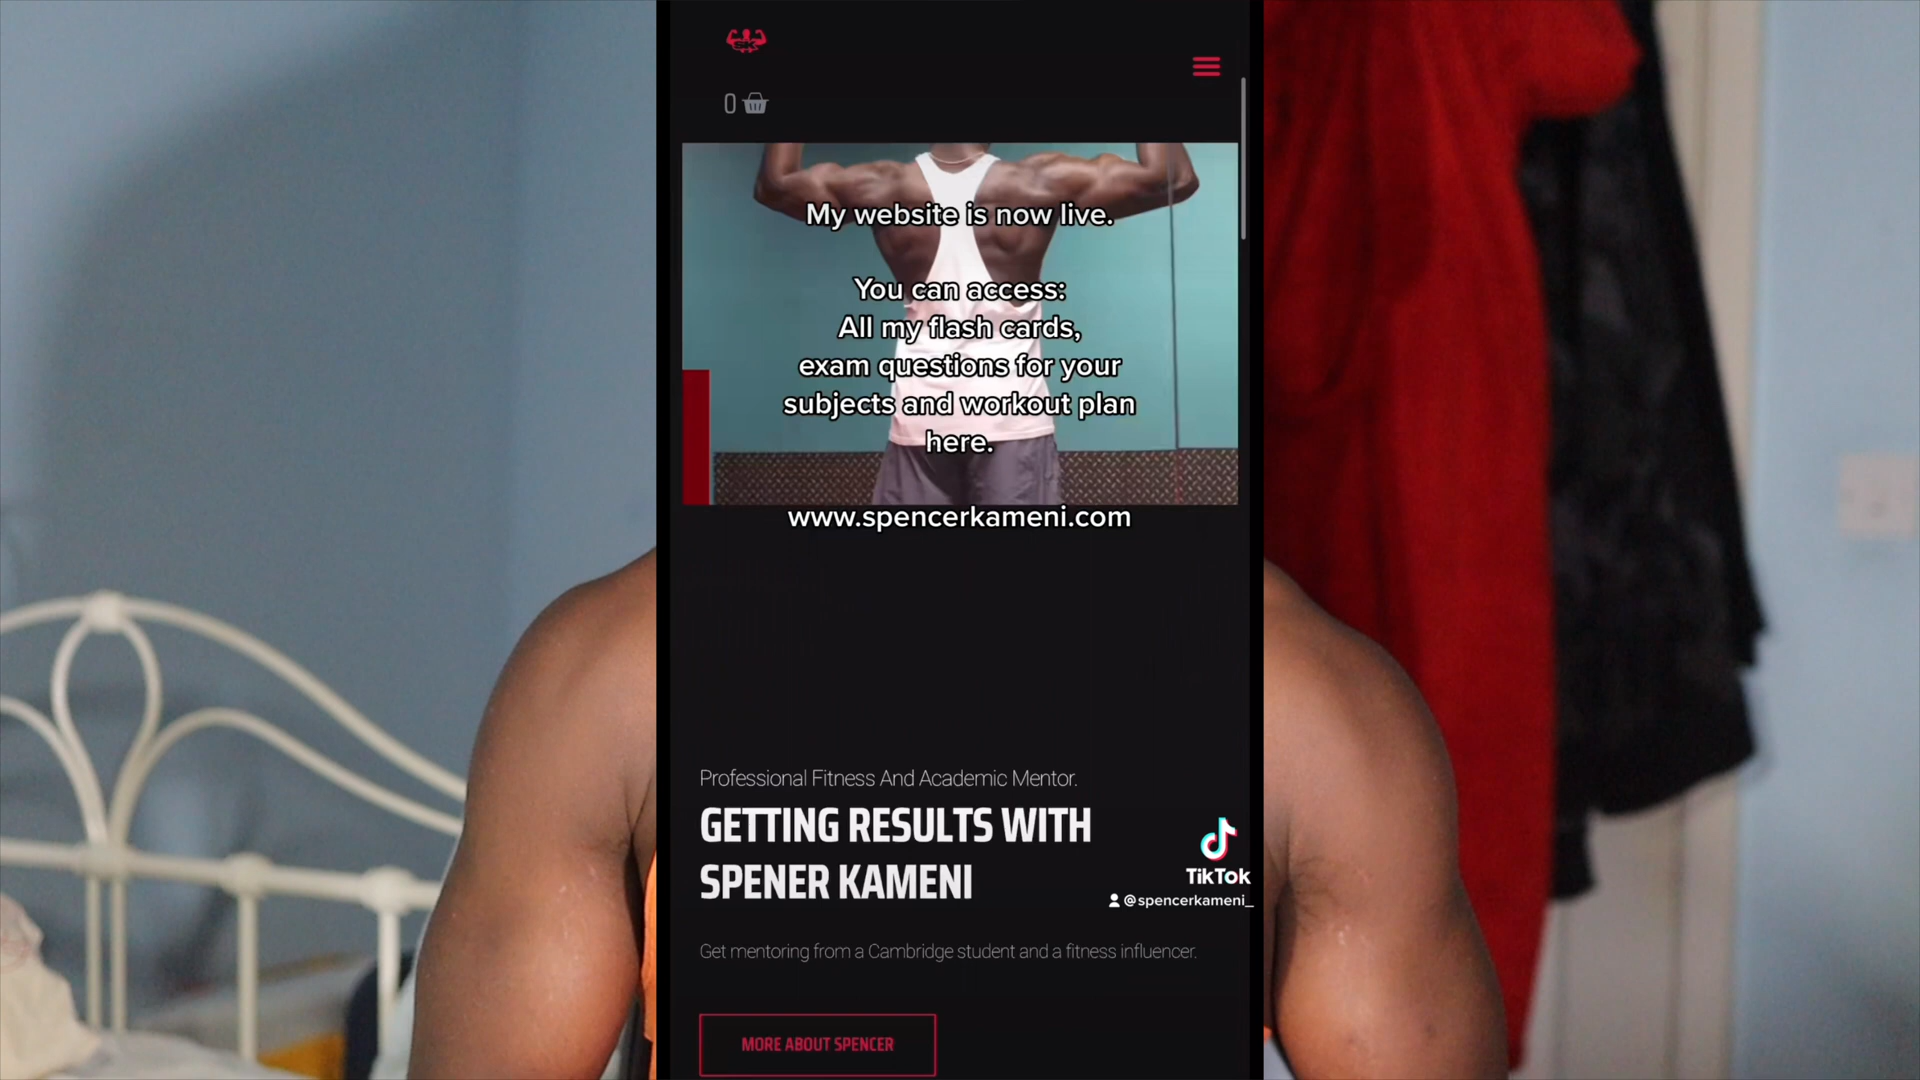 SK
0
My website is now live.
You can access:
All my flash cards,
exam questions for your
subjects and workout plan
here.
www.spencerkameni.com
Professional Fitness And Academic Mentor.
GETTING RESULTS WITH
SPENER KAMENI
TikTok
@spencerkameni_
Get mentoring from a Cambridge student and a fitness influencer.
MORE ABOUT SPENCER